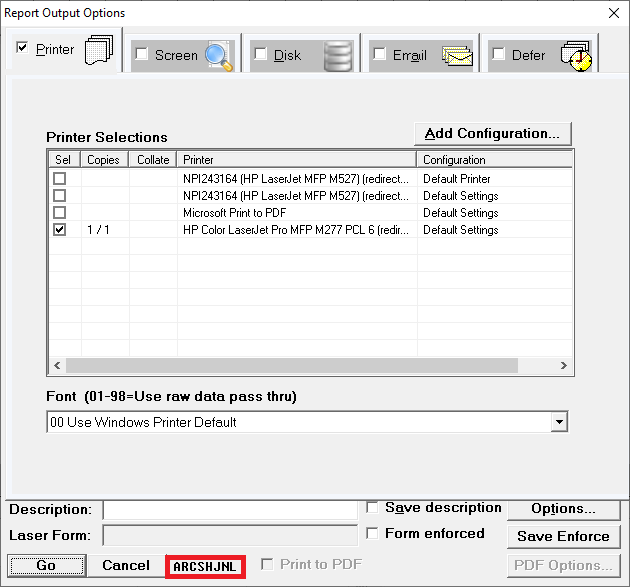 Report Output Options
Printer Screen Disk Email Defer
Printer Selections
Add Configuration...
Sel Copies Collate Printer Configuration
NPI243164 (HP LaserJet MFP M527) (redirect... Default Printer
NPI243164 (HP LaserJet MFP M527) (redirect... Default Settings
Microsoft Print to PDF Default Settings
1 / 1 HP Color LaserJet Pro MFP M277 PCL 6 (redir... Default Settings
Font (01-98=Use raw data pass thru)
00 Use Windows Printer Default
Description: Save description Options...
Laser Form: Form enforced Save Enforce
Go Cancel ARCSHJNL Print to PDF PDF Options...